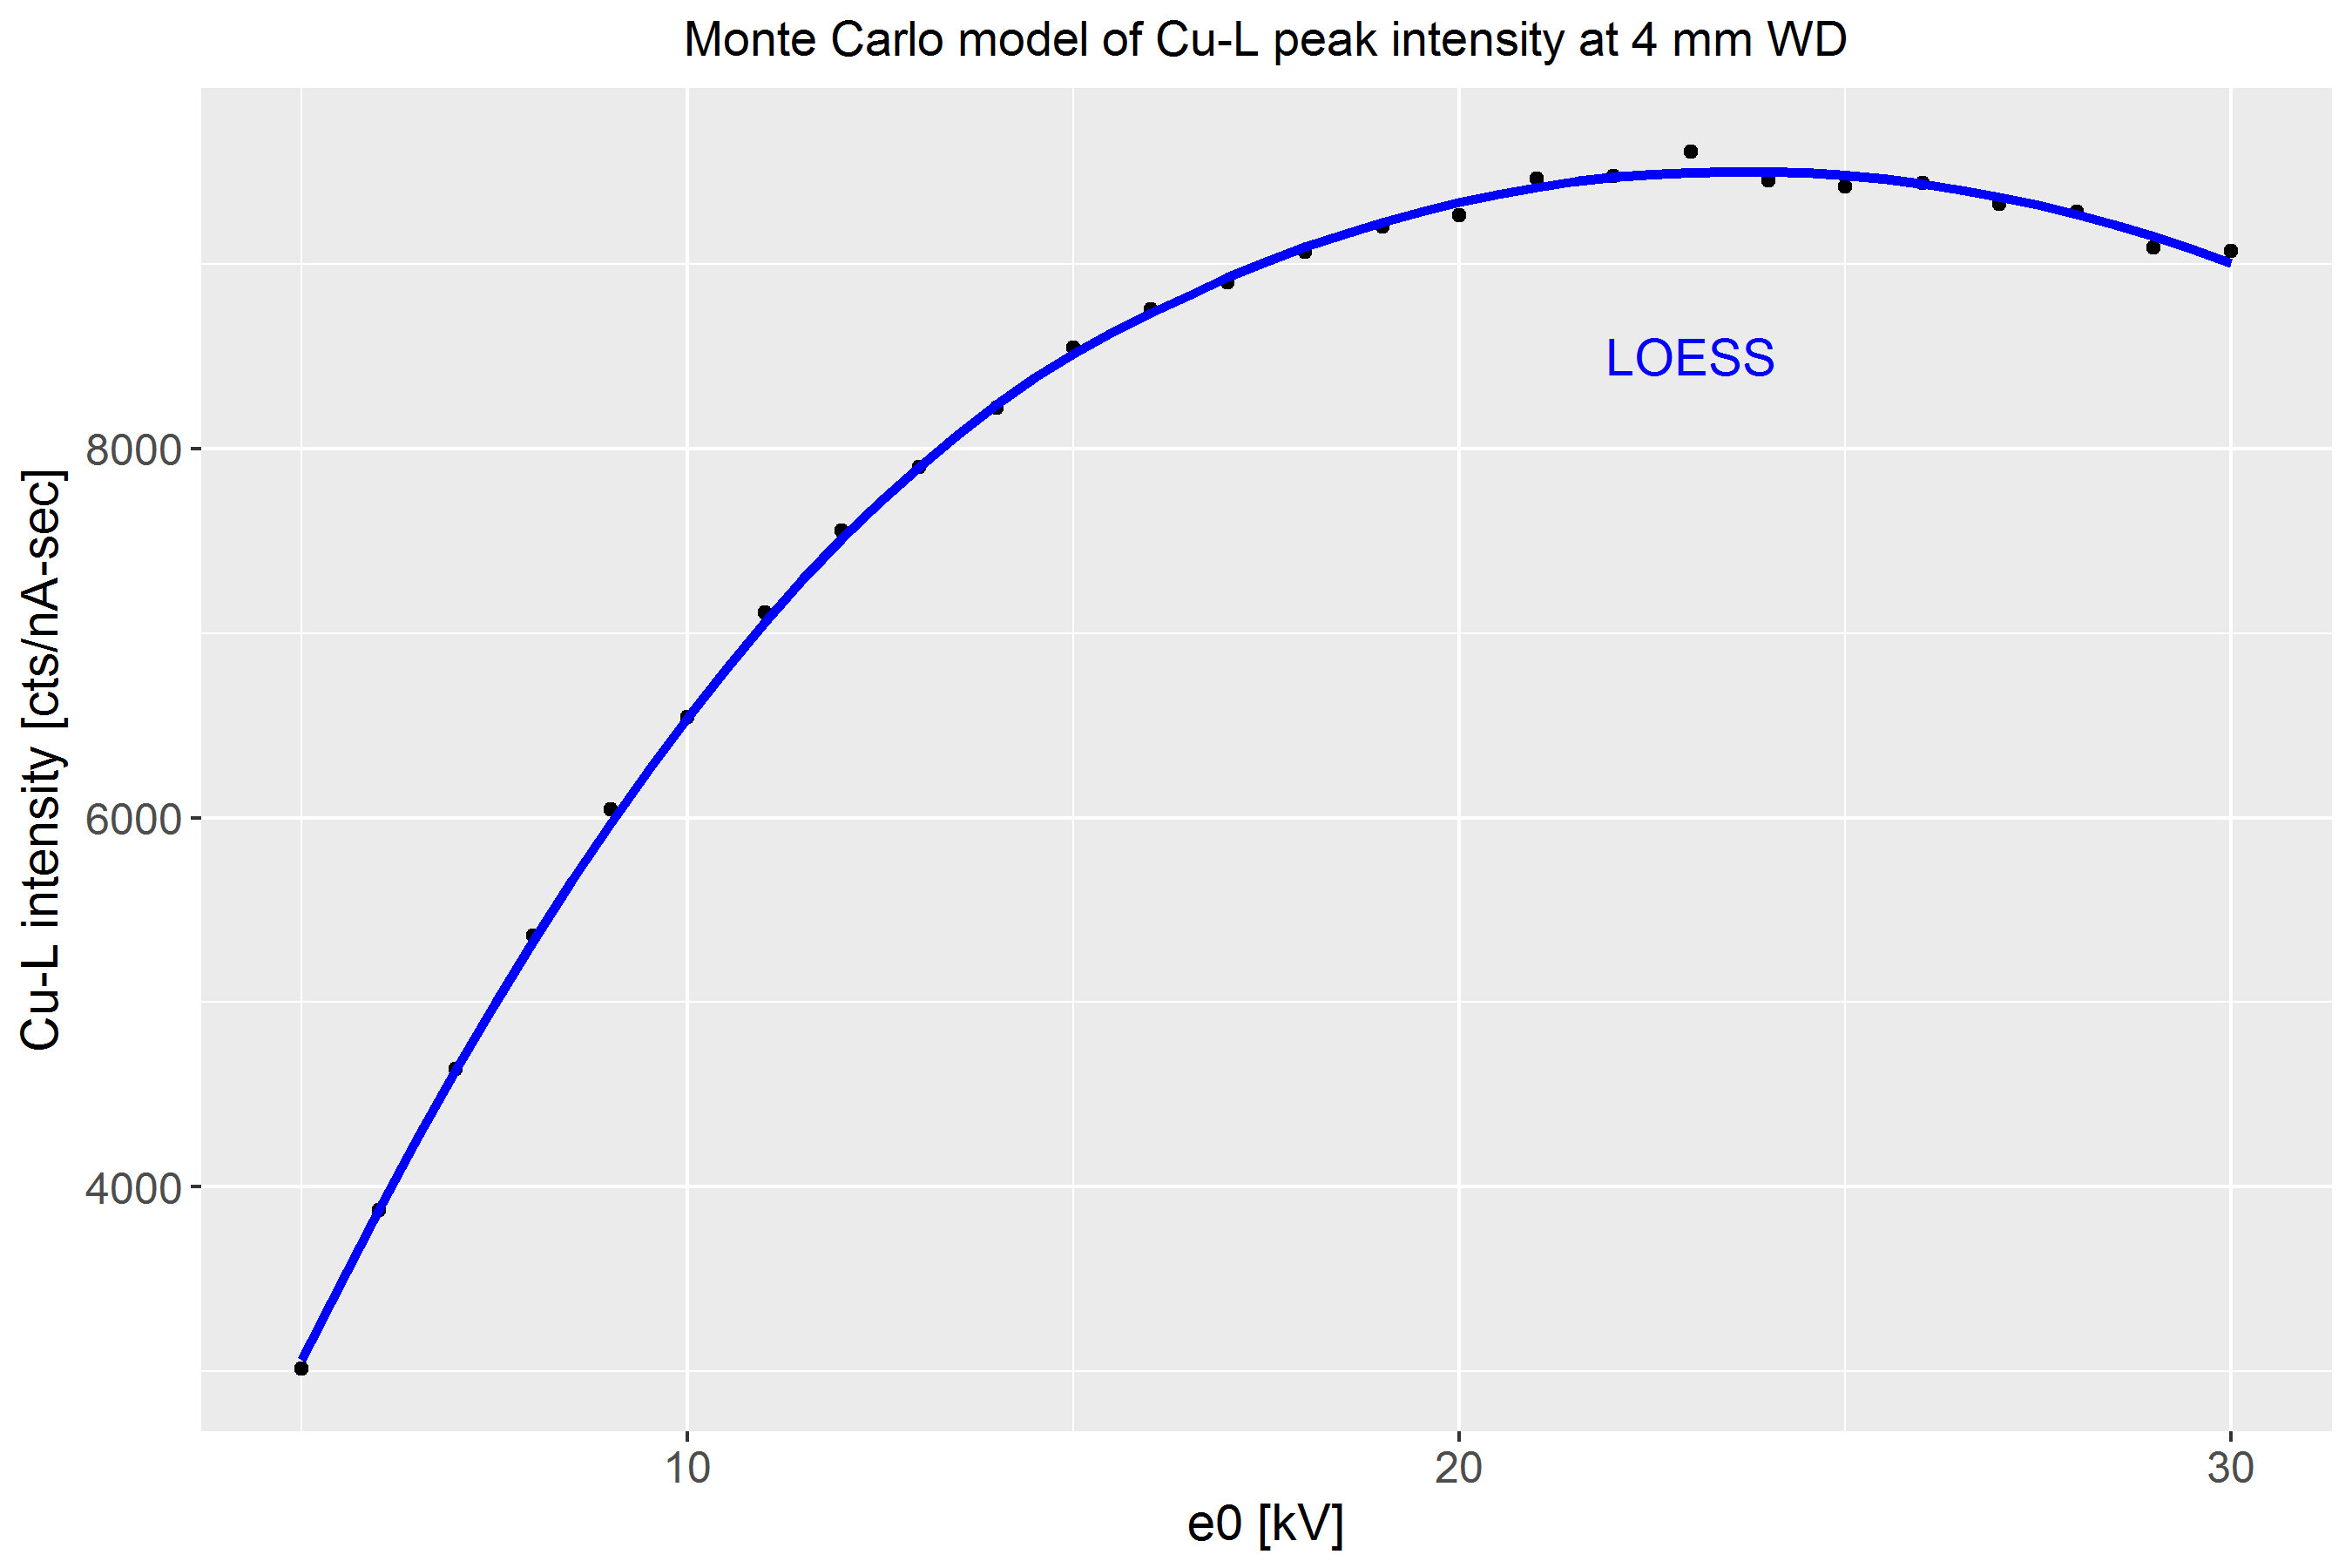 Monte Carlo model of Cu-L peak intensity at 4 mm WD
Cu-L intensity [cts/nA-sec]
8000
6000
4000
LOESS
10
20
30
e0 [kV]